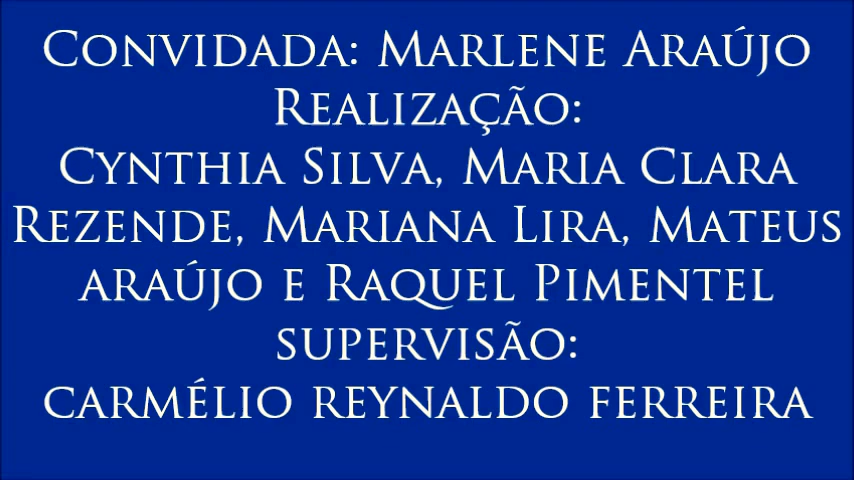 Convidada: Marlene Araújo
Realização:
Cynthia Silva, Maria Clara
Rezende, Mariana Lira, Mateus
araújo e Raquel Pimentel
supervisão:
carmélio reynaldo ferreira